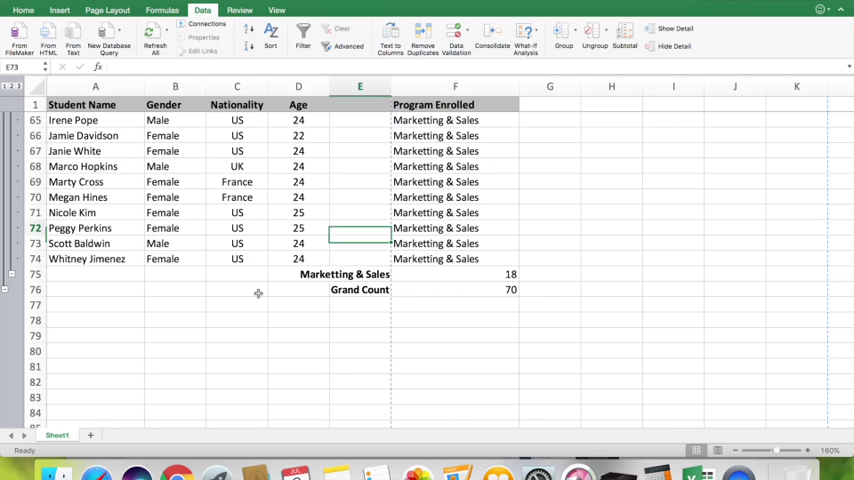 Home Insert Page Layout Formulas Data Review View
From FileMaker From HTML From Text New Database Query Refresh All Connections Properties Edit Links Sort Filter Clear Advanced Text to Columns Remove Duplicates Data Validation Consolidate What-If Analysis Group Ungroup Subtotal Show Detail Hide Detail
E73 fx
1 2 3 A B C D E F G H I J K
1 Student Name Gender Nationality Age Program Enrolled
65 Irene Pope Male US 24 Marketting & Sales
66 Jamie Davidson Female US 22 Marketting & Sales
67 Janie White Female US 24 Marketting & Sales
68 Marco Hopkins Male UK 24 Marketting & Sales
69 Marty Cross Female France 24 Marketting & Sales
70 Megan Hines Female France 24 Marketting & Sales
71 Nicole Kim Female US 25 Marketting & Sales
72 Peggy Perkins Female US 25 Marketting & Sales
73 Scott Baldwin Male US 24 Marketting & Sales
74 Whitney Jimenez Female US 24 Marketting & Sales
75 Marketting & Sales 18
76 Grand Count 70
77
78
79
80
81
82
83
84
Sheet1
Ready 160%